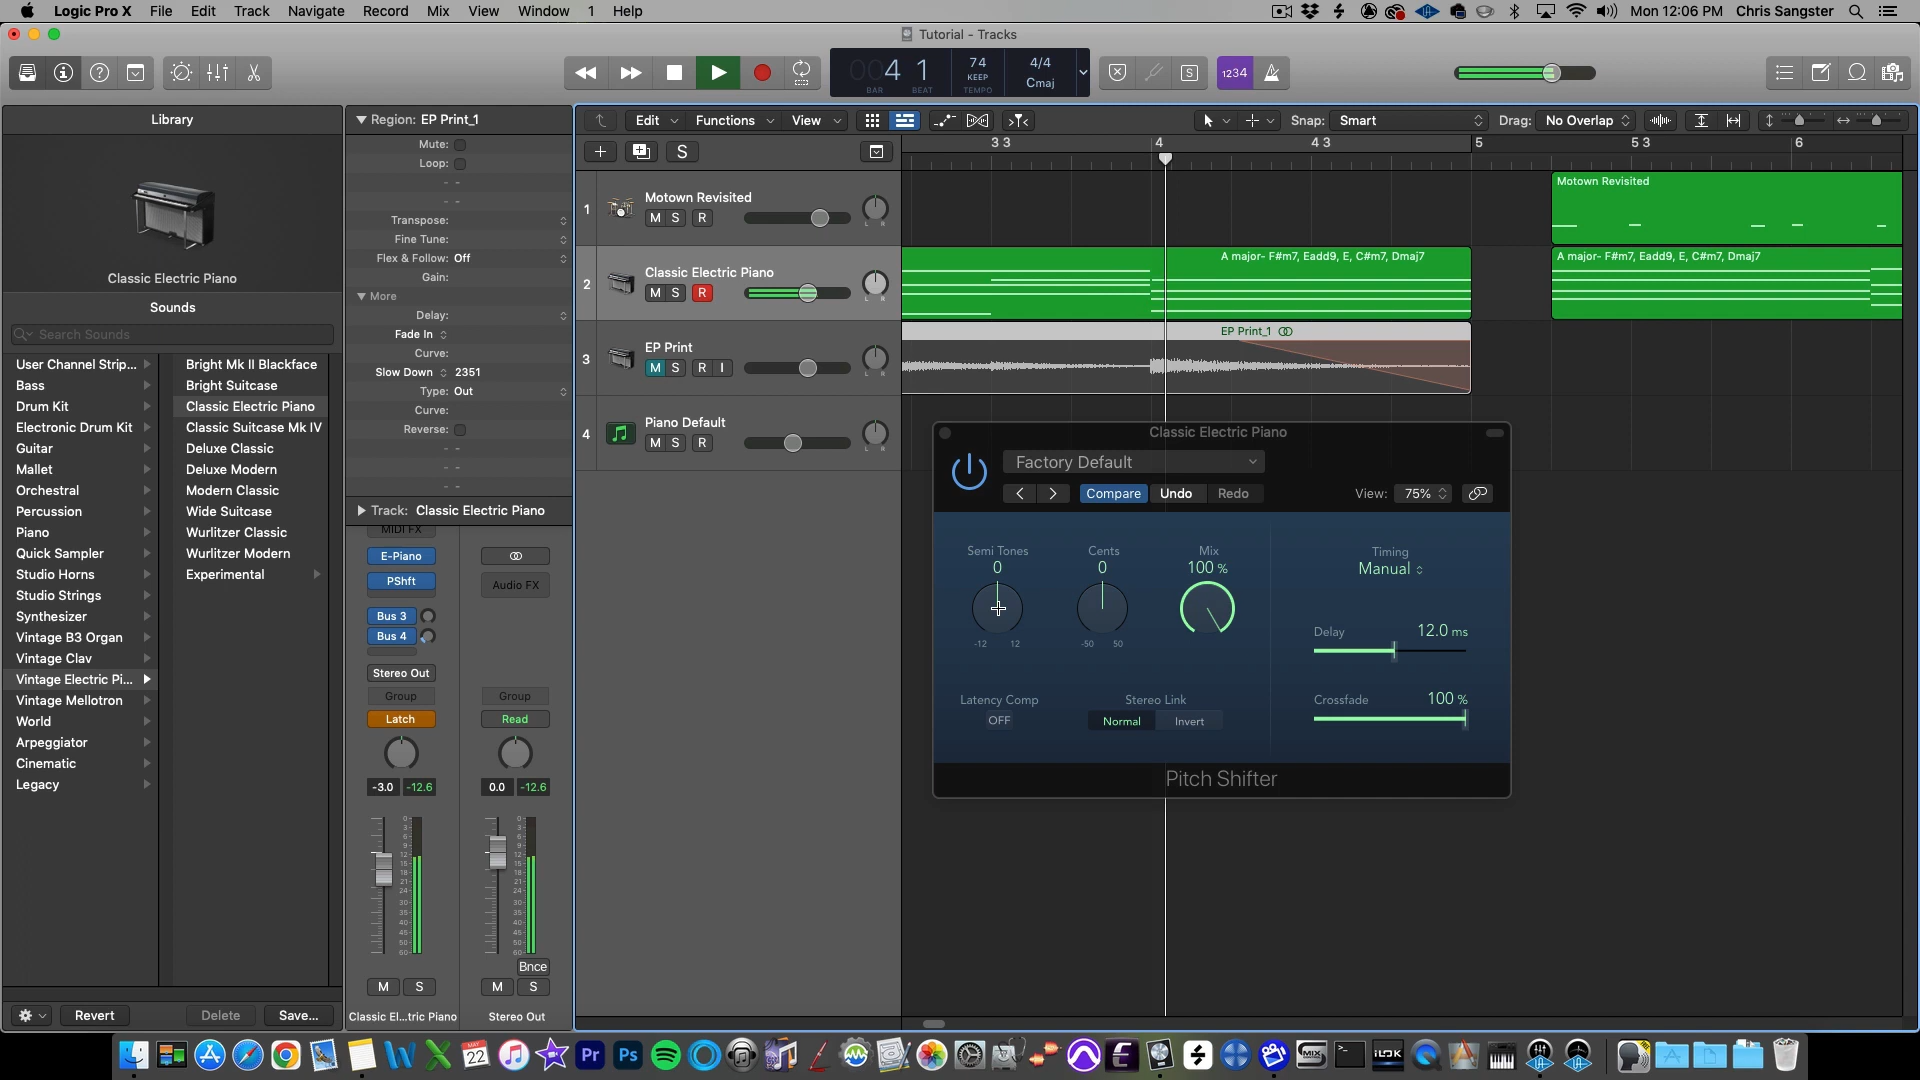 Logic Pro X File Edit Track Navigate Record Mix View Window 1 Help
Mon 12:06 PM Chris Sangster
Tutorial - Tracks
004 1
BAR BEAT
74
KEEP
TEMPO
4/4
Cmaj
S
1234
Library
Classic Electric Piano
Sounds
Search Sounds
User Channel Strip...
Bass
Drum Kit
Electronic Drum Kit
Guitar
Mallet
Orchestral
Percussion
Piano
Quick Sampler
Studio Horns
Studio Strings
Synthesizer
Vintage B3 Organ
Vintage Clav
Vintage Electric Pi...
Vintage Mellotron
World
Arpeggiator
Cinematic
Legacy
Bright Mk II Blackface
Bright Suitcase
Classic Electric Piano
Classic Suitcase Mk IV
Deluxe Classic
Deluxe Modern
Modern Classic
Wide Suitcase
Wurlitzer Classic
Wurlitzer Modern
Experimental
Revert Delete Save...
Region: EP Print_1
Mute:
Loop:
Transpose:
Fine Tune:
Flex & Follow: Off
Gain:
More
Delay:
Fade In
Curve:
Slow Down 2351
Type: Out
Curve:
Reverse:
Track: Classic Electric Piano
MIDI FX
E-Piano
PShft
Bus 3
Bus 4
Stereo Out
Group
Latch
-3.0 -12.6
M S
Classic El...tric Piano
Audio FX
Group
Read
0.0 -12.6
Bnce
M S
Stereo Out
Edit Functions View
Snap: Smart
Drag: No Overlap
S
3 3 4 4 3 5 5 3 6
1 Motown Revisited
M S R
L R
2 Classic Electric Piano
M S R
L R
3 EP Print
M S R I
L R
4 Piano Default
M S R
L R
Motown Revisited
A major- F#m7, Eadd9, E, C#m7, Dmaj7
A major- F#m7, Eadd9, E, C#m7, Dmaj7
EP Print_1
Classic Electric Piano
Factory Default
Compare Undo Redo
View: 75%
Semi Tones
0
-12 12
Cents
0
-50 50
Mix
100 %
Timing
Manual
Delay 12.0 ms
Latency Comp
OFF
Stereo Link
Normal Invert
Crossfade 100 %
Pitch Shifter
MAY
22
Pr
Ps
MIX
iLOK